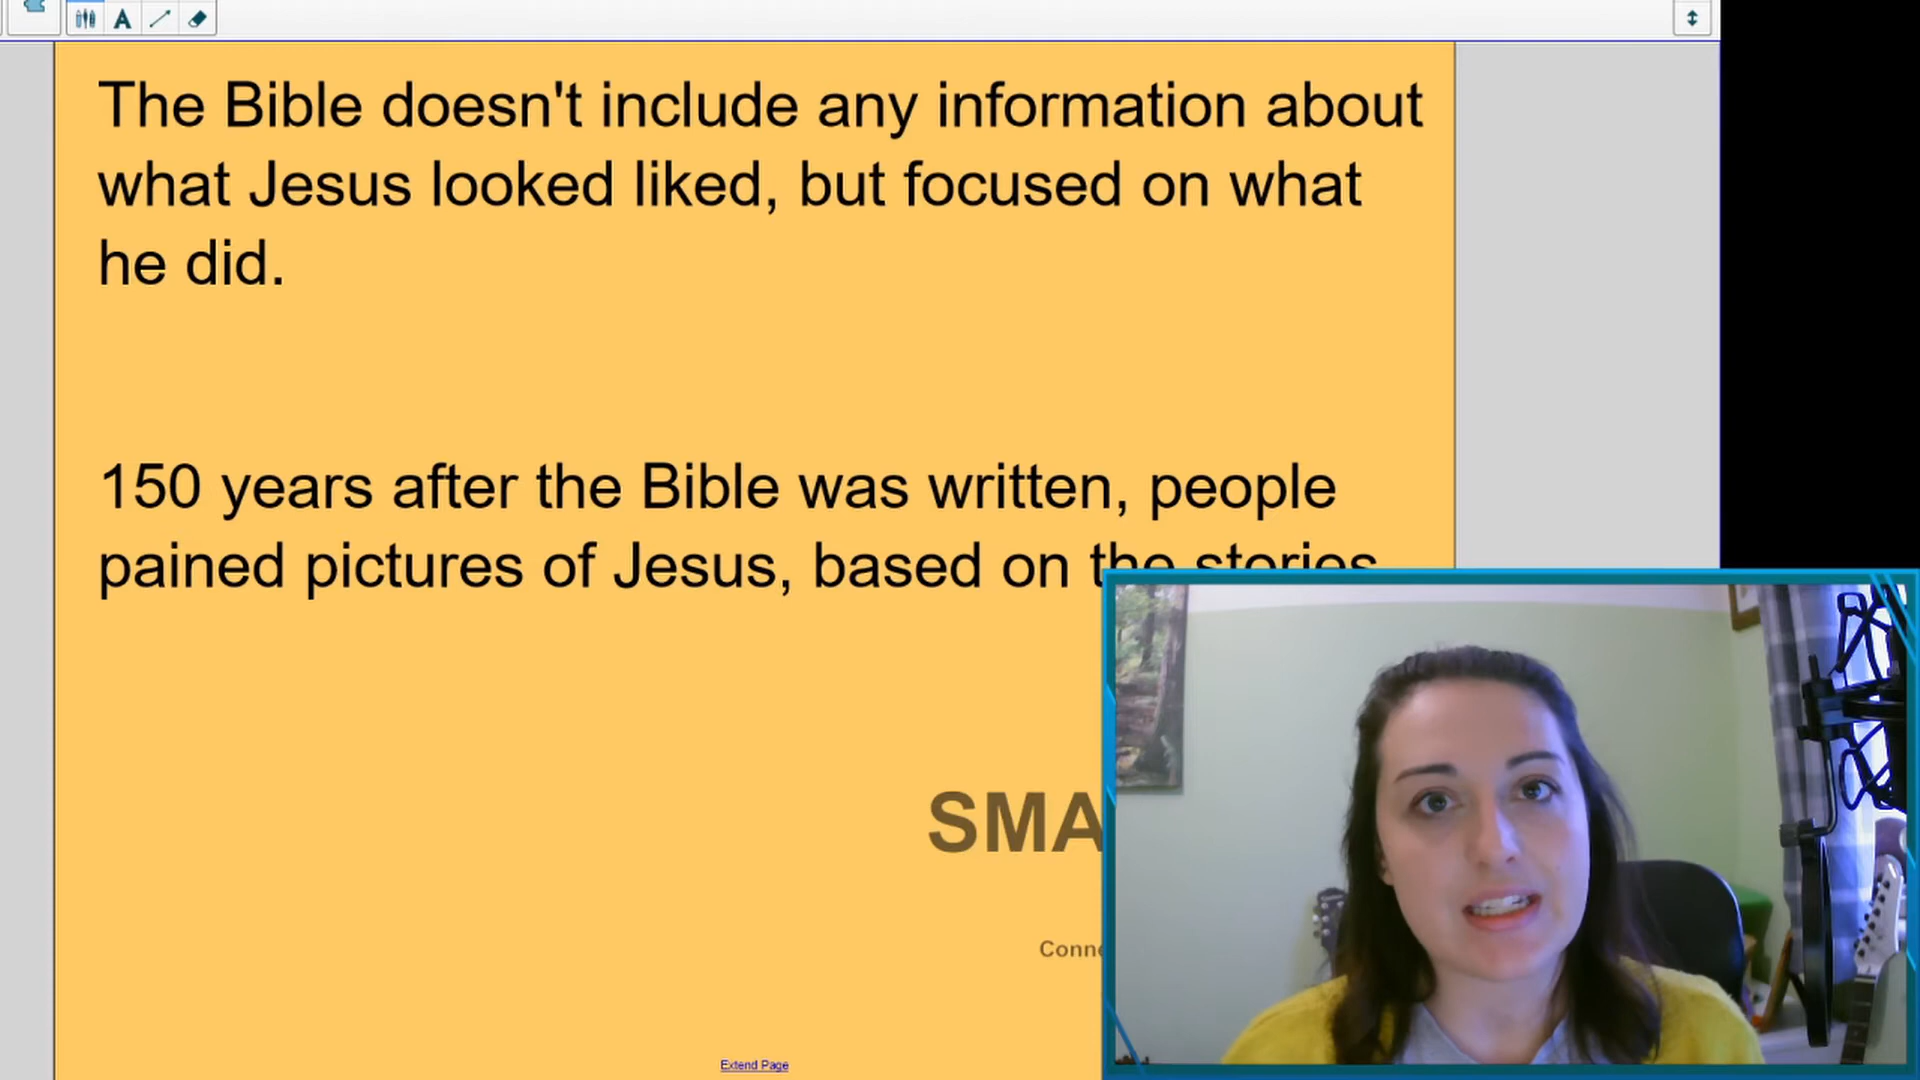 The Bible doesn't include any information about
what Jesus looked liked, but focused on what
he did.
150 years after the Bible was written, people
pained pictures of Jesus, based on the stories
SMA
Conne
Extend Page